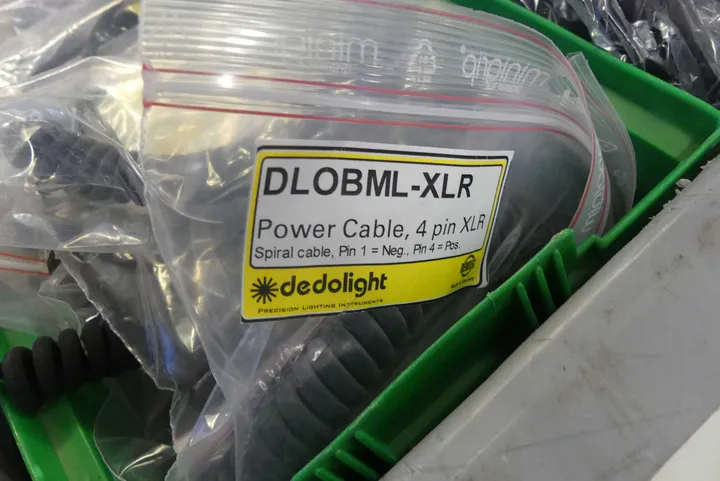 minigrip
DLOBML-XLR
Power Cable, 4 pin XLR
Spiral cable, Pin 1 = Neg., Pin 4 = Pos.
dedolight
PRECISION LIGHTING INSTRUMENTS